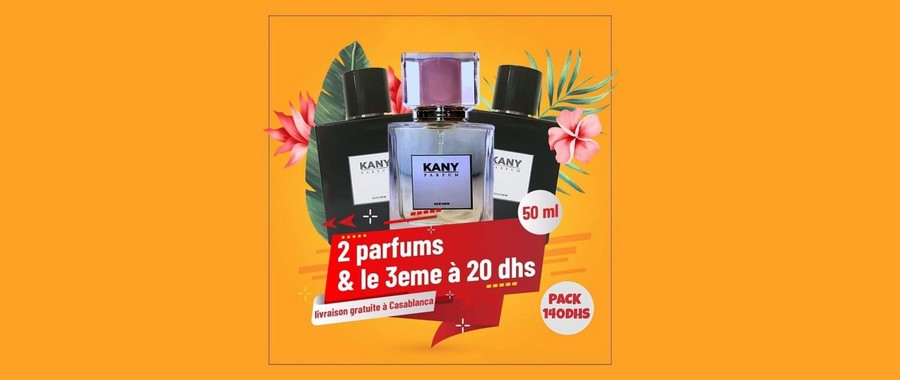 KANY
PARFUM
KANY
PARFUM
KANY
PARFUM
50 ml
2 parfums
& le 3eme à 20 dhs
livraison gratuite à Casablanca
PACK
140DHS